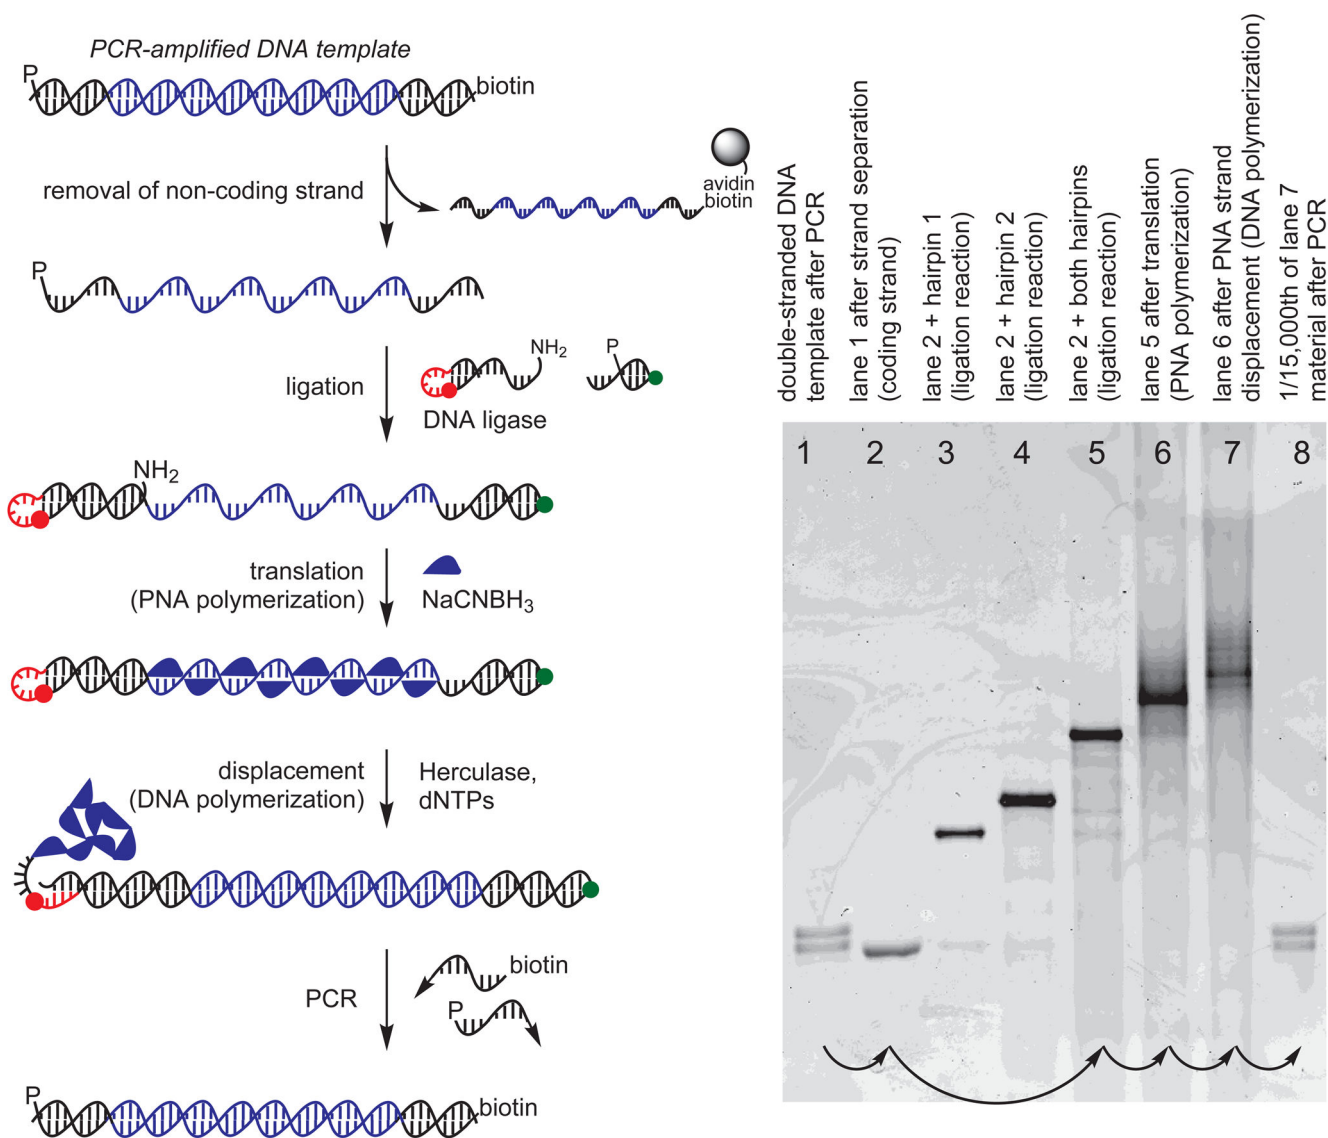 PCR-amplified DNA template
P
biotin
removal of non-coding strand
avidin
biotin
P
ligation
NH2
P
DNA ligase
NH2
translation
(PNA polymerization)
NaCNBH3
displacement
(DNA polymerization)
Herculase,
dNTPs
PCR
biotin
P
P
biotin
double-stranded DNA
template after PCR
lane 1 after strand separation
(coding strand)
lane 2 + hairpin 1
(ligation reaction)
lane 2 + hairpin 2
(ligation reaction)
lane 2 + both hairpins
(ligation reaction)
lane 5 after translation
(PNA polymerization)
lane 6 after PNA strand
displacement (DNA polymerization)
1/15,000th of lane 7
material after PCR
1 2 3 4 5 6 7 8